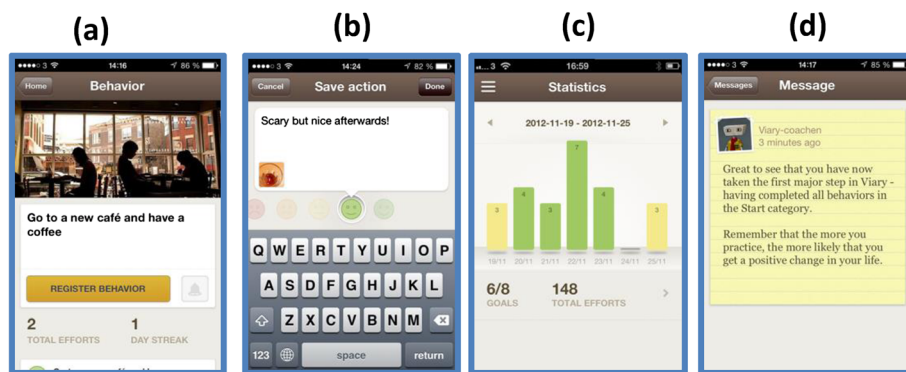 (a)
(b)
(c)
(d)
3 14:16 86 %
Home Behavior
Go to a new café and have a
coffee
REGISTER BEHAVIOR
2 1
TOTAL EFFORTS DAY STREAK
3 14:24 82 %
Cancel Save action Done
Scary but nice afterwards!
Q W E R T Y U I O P
A S D F G H J K L
Z X C V B N M
123 space return
3 16:59
Statistics
2012-11-19 - 2012-11-25
7
4 4
3 3 3
19/11 20/11 21/11 22/11 23/11 24/11 25/11
6/8 148
GOALS TOTAL EFFORTS
3 14:17 85 %
Messages Message
Viary-coachen
3 minutes ago
Great to see that you have now
taken the first major step in Viary -
having completed all behaviors in
the Start category.
Remember that the more you
practice, the more likely that you
get a positive change in your life.